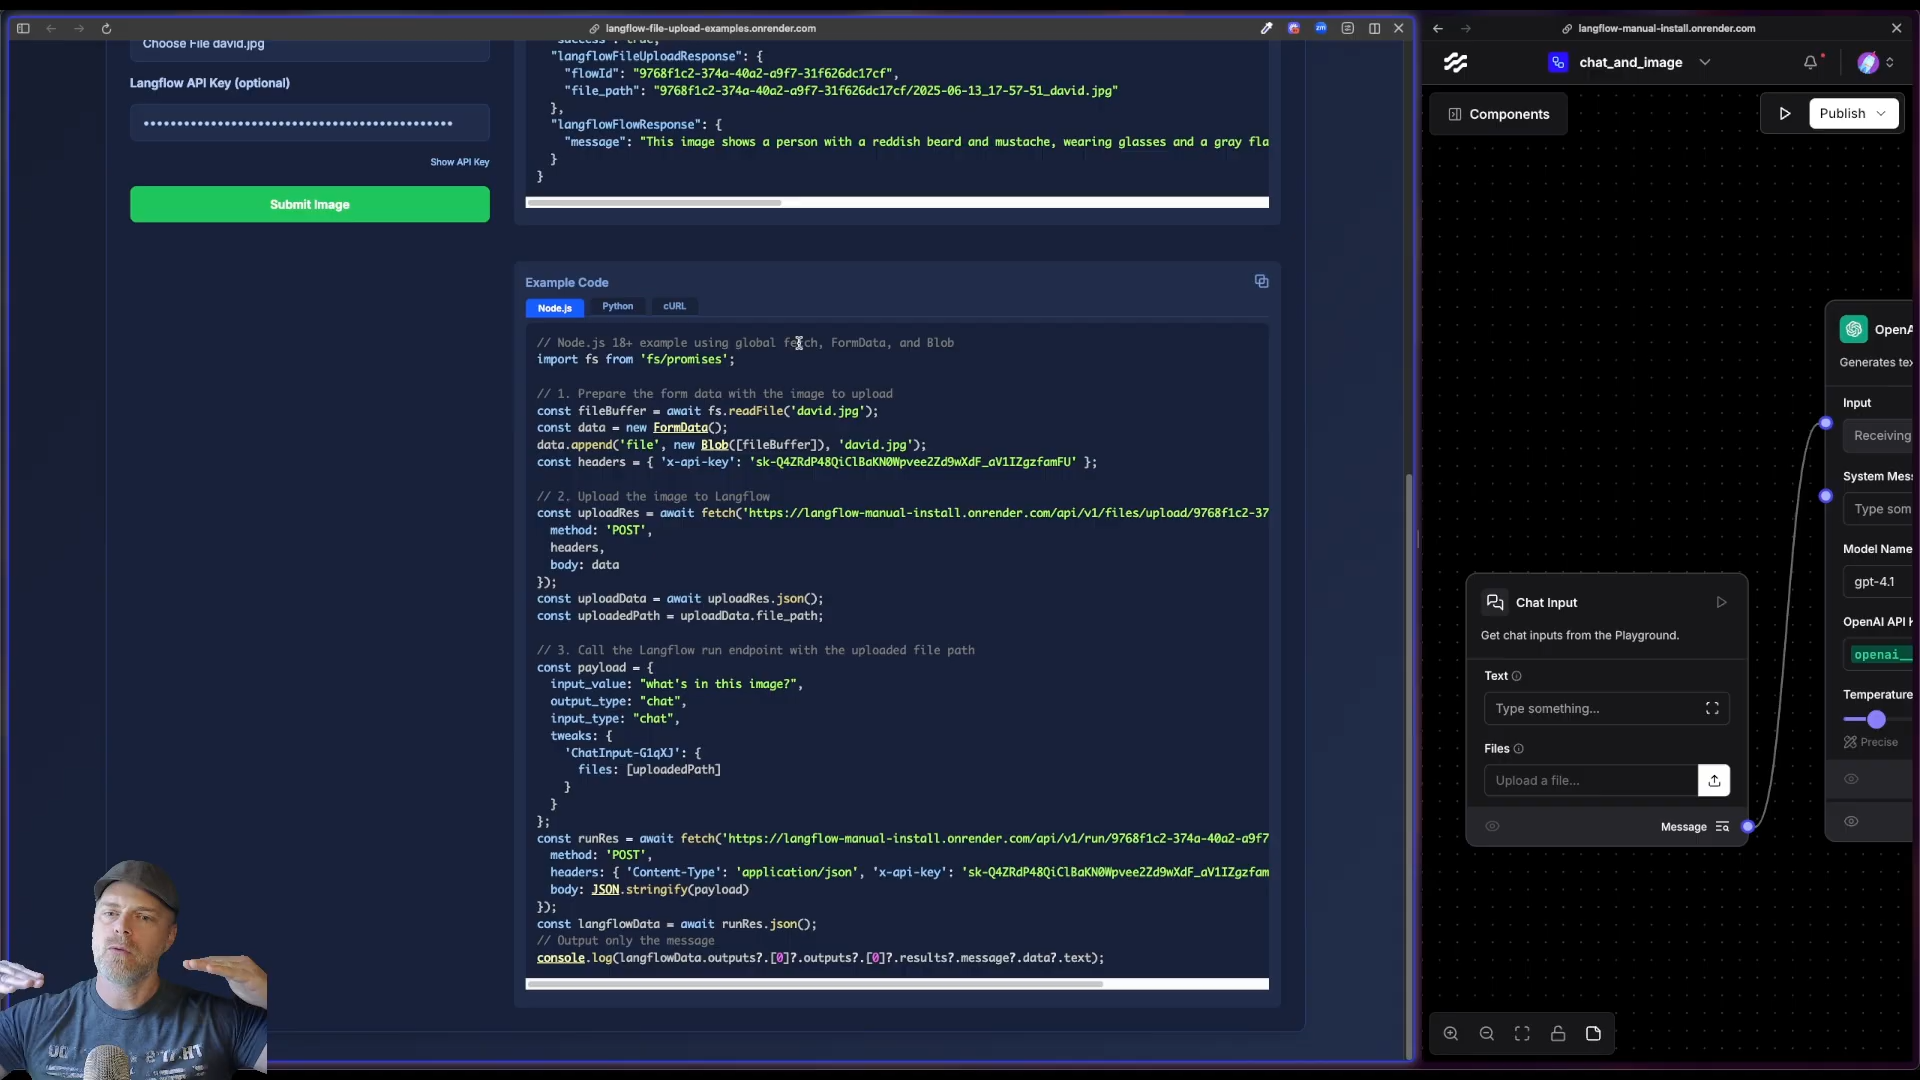 langflow-file-upload-examples.onrender.com
Choose File david.jpg
Langflow API Key (optional)
Show API Key
Submit Image
"success": true,
"langflowFileUploadResponse": {
"flowId": "9768f1c2-374a-40a2-a9f7-31f626dc17cf",
"file_path": "9768f1c2-374a-40a2-a9f7-31f626dc17cf/2025-06-13_17-57-51_david.jpg"
},
"langflowFlowResponse": {
"message": "This image shows a person with a reddish beard and mustache, wearing glasses and a gray fla
}
}
Example Code
Node.js Python cURL
// Node.js 18+ example using global fetch, FormData, and Blob
import fs from 'fs/promises';
// 1. Prepare the form data with the image to upload
const fileBuffer = await fs.readFile('david.jpg');
const data = new FormData();
data.append('file', new Blob([fileBuffer]), 'david.jpg');
const headers = { 'x-api-key': 'sk-Q4ZRdP48QiClBaKN0Wpvee2Zd9wXdF_aV1IZgzfamFU' };
// 2. Upload the image to Langflow
const uploadRes = await fetch('https://langflow-manual-install.onrender.com/api/v1/files/upload/9768f1c2-37
method: 'POST',
headers,
body: data
});
const uploadData = await uploadRes.json();
const uploadedPath = uploadData.file_path;
// 3. Call the Langflow run endpoint with the uploaded file path
const payload = {
input_value: "what's in this image?",
output_type: "chat",
input_type: "chat",
tweaks: {
'ChatInput-G1qXJ': {
files: [uploadedPath]
}
}
};
const runRes = await fetch('https://langflow-manual-install.onrender.com/api/v1/run/9768f1c2-374a-40a2-a9f7
method: 'POST',
headers: { 'Content-Type': 'application/json', 'x-api-key': 'sk-Q4ZRdP48QiClBaKN0Wpvee2Zd9wXdF_aV1IZgzfam
body: JSON.stringify(payload)
});
const langflowData = await runRes.json();
// Output only the message
console.log(langflowData.outputs?.[0]?.outputs?.[0]?.results?.message?.data?.text);
langflow-manual-install.onrender.com
chat_and_image
Components
Publish
Chat Input
Get chat inputs from the Playground.
Text
Type something...
Files
Upload a file...
Message
OpenA
Generates tex
Input
Receiving
System Mess
Type som
Model Name
gpt-4.1
OpenAI API K
openai_
Temperature
Precise